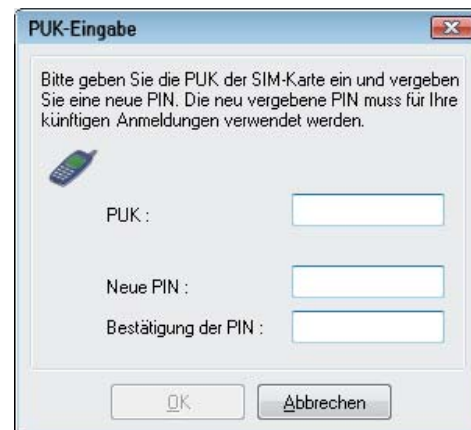 PUK-Eingabe
Bitte geben Sie die PUK der SIM-Karte ein und vergeben
Sie eine neue PIN. Die neu vergebene PIN muss für Ihre
künftigen Anmeldungen verwendet werden.
PUK :
Neue PIN :
Bestätigung der PIN :
OK
Abbrechen